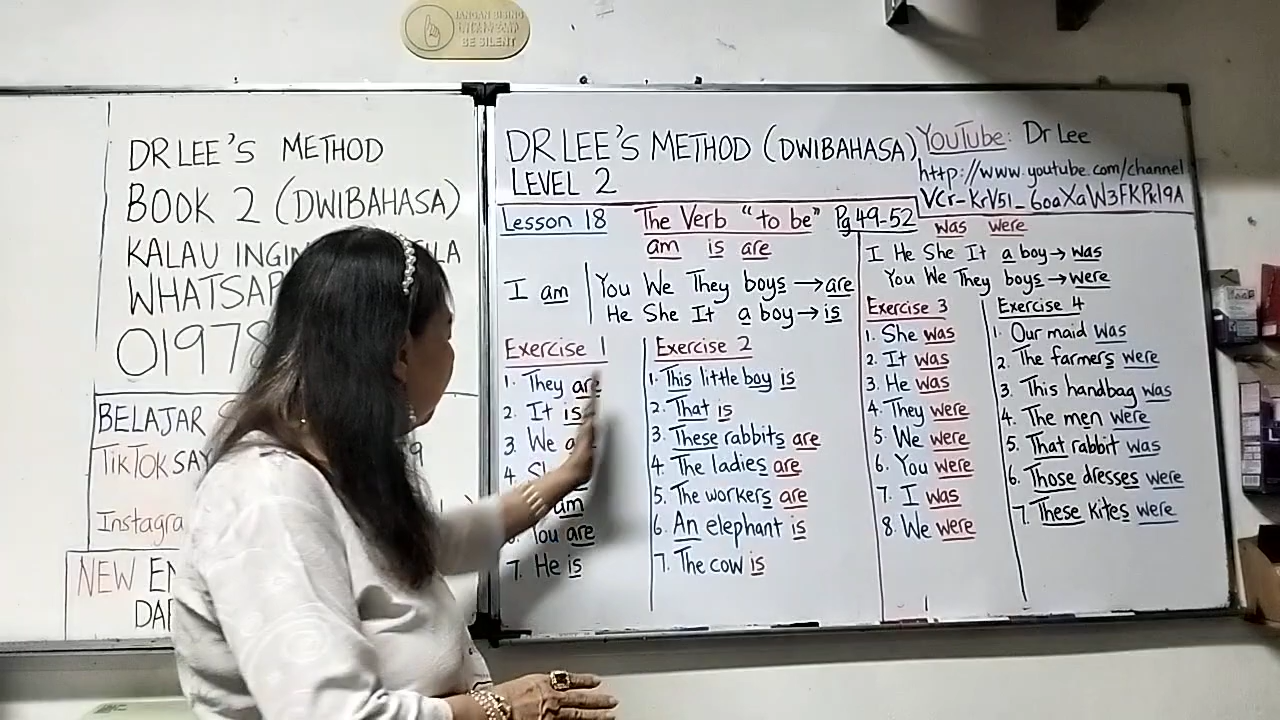 JANGAN BISING
BE SILENT
DR LEE'S METHOD
BOOK 2 (DWIBAHASA)
KALAU INGIN
WHATSAP
01978
BELAJAR
TIKTOK SAY
Instagra
NEW EN
DAF
DR LEE'S METHOD (DWIBAHASA)
LEVEL 2
YouTube: Dr Lee
http://www.youtube.com/channel
VCr-KrV51_6oaXaW3FKPkl9A
Lesson 18 The Verb "to be" Pg 49-52
am is are
I am
You We They boys → are
He She It a boy → is
Exercise 1
1. They are
2. It is
3. We a
4. Sh
am
You are
7. He is
Exercise 2
1. This little boy is
2. That is
3. These rabbits are
4. The ladies are
5. The workers are
6. An elephant is
7. The cow is
was were
I He She It a boy → was
You We They boys → were
Exercise 3
1. She was
2. It was
3. He was
4. They were
5. We were
6. You were
7. I was
8. We were
Exercise 4
1. Our maid was
2. The farmers were
3. This handbag was
4. The men were
5. That rabbit was
6. Those dresses were
7. These kites were